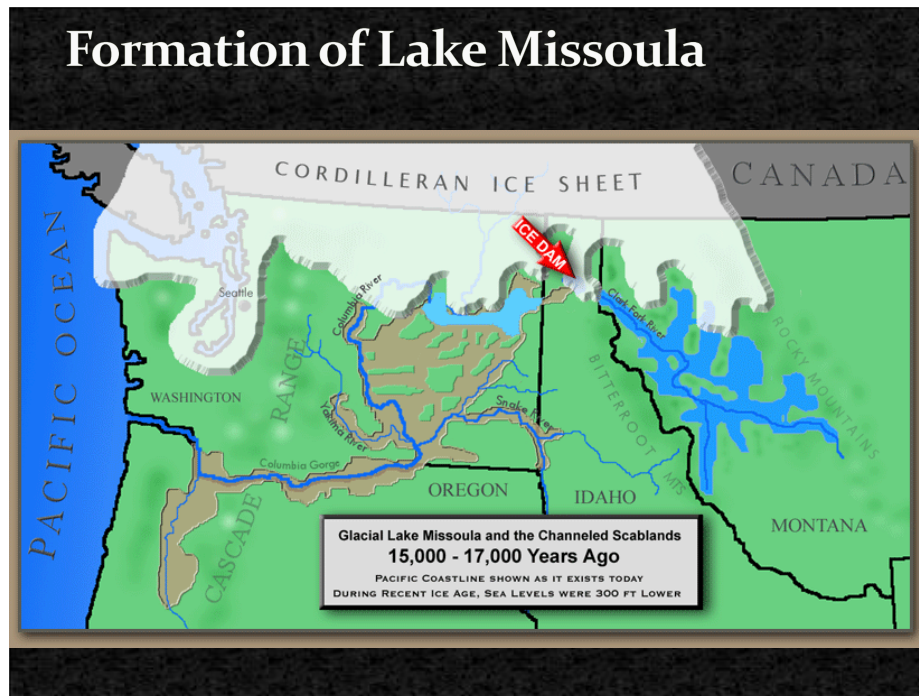 Formation of Lake Missoula
CORDILLERAN ICE SHEET
CANADA
PACIFIC OCEAN
ICE DAM
Seattle
Columbia River
Clark Fork River
ROCKY MOUNTAINS
WASHINGTON
CASCADE RANGE
Yakima River
Snake River
BITTERROOT MTS
Columbia Gorge
OREGON
IDAHO
MONTANA
Glacial Lake Missoula and the Channeled Scablands
15,000 - 17,000 Years Ago
Pacific Coastline shown as it exists today
During Recent Ice Age, Sea Levels were 300 ft Lower